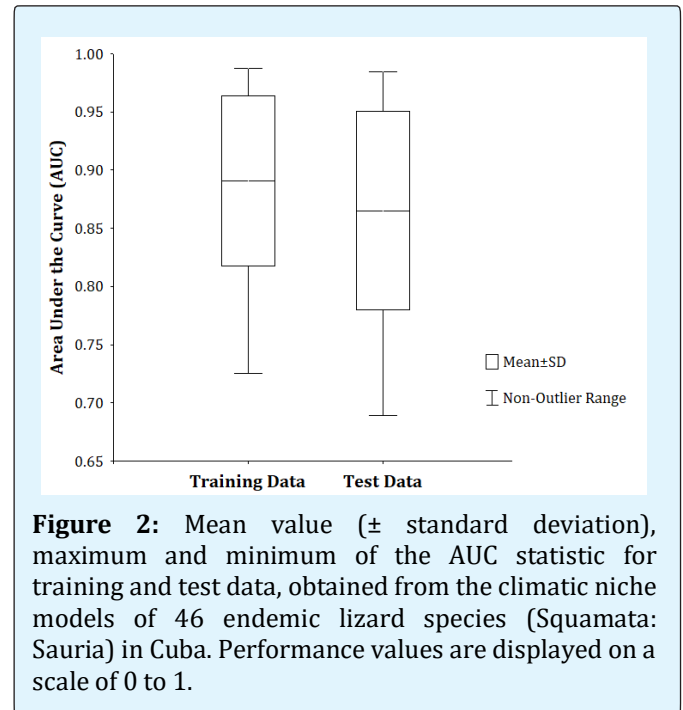 1.00
0.95
0.90
0.85
0.80
0.75
0.70
0.65
Area Under the Curve (AUC)
Mean±SD
Non-Outlier Range
Training Data Test Data
Figure 2: Mean value (± standard deviation),
maximum and minimum of the AUC statistic for
training and test data, obtained from the climatic niche
models of 46 endemic lizard species (Squamata:
Sauria) in Cuba. Performance values are displayed on a
scale of 0 to 1.